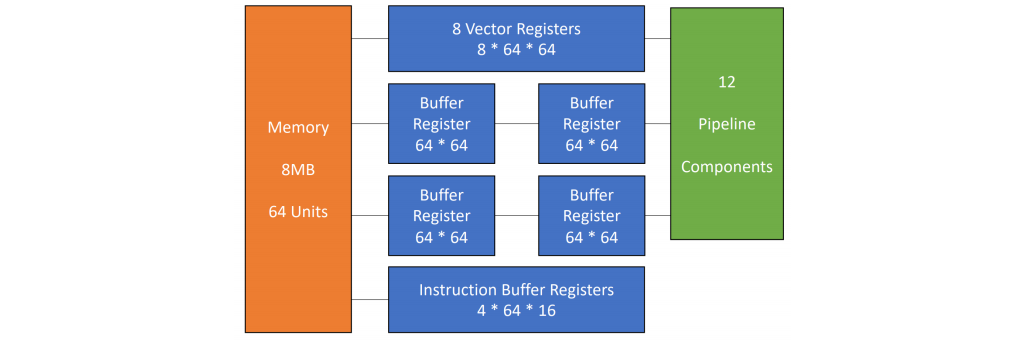 Memory
8MB
64 Units
8 Vector Registers
8 * 64 * 64
Buffer
Register
64 * 64
Buffer
Register
64 * 64
Buffer
Register
64 * 64
Buffer
Register
64 * 64
Instruction Buffer Registers
4 * 64 * 16
12
Pipeline
Components